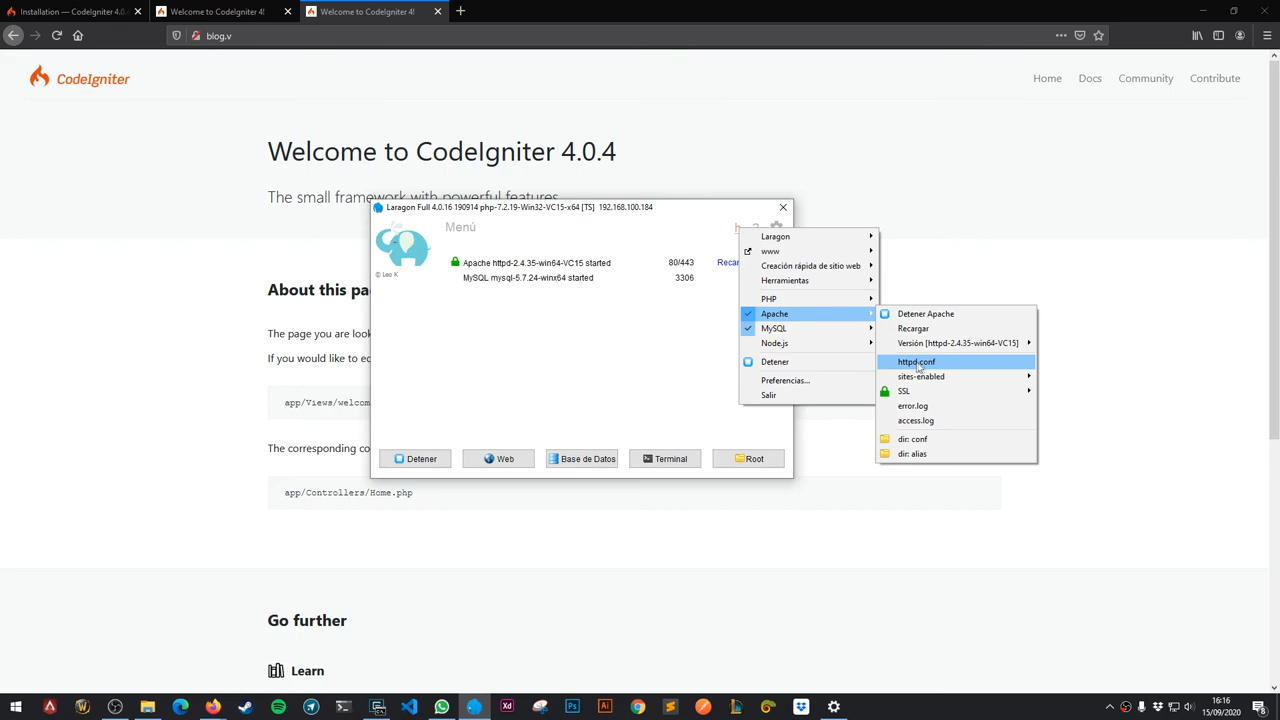 Installation — CodeIgniter 4.0.4
Welcome to CodeIgniter 4!
Welcome to CodeIgniter 4!
blog.v
CodeIgniter
Home
Docs
Community
Contribute
Welcome to CodeIgniter 4.0.4
The small framework with powerful features
Laragon Full 4.0.16 190914 php-7.2.19-Win32-VC15-x64 [TS] 192.168.100.184
Menú
© Leo K
Apache httpd-2.4.35-win64-VC15 started
80/443
Recar
MySQL mysql-5.7.24-winx64 started
3306
Laragon
www
Creación rápida de sitio web
Herramientas
PHP
Apache
MySQL
Node.js
Detener
Preferencias...
Salir
Detener Apache
Recargar
Versión [httpd-2.4.35-win64-VC15]
httpd.conf
sites-enabled
SSL
error.log
access.log
dir: conf
dir: alias
Detener
Web
Base de Datos
Terminal
Root
About this pa
The page you are look
If you would like to ed
app/Views/welcom
The corresponding co
app/Controllers/Home.php
Go further
Learn
16:16
15/09/2020